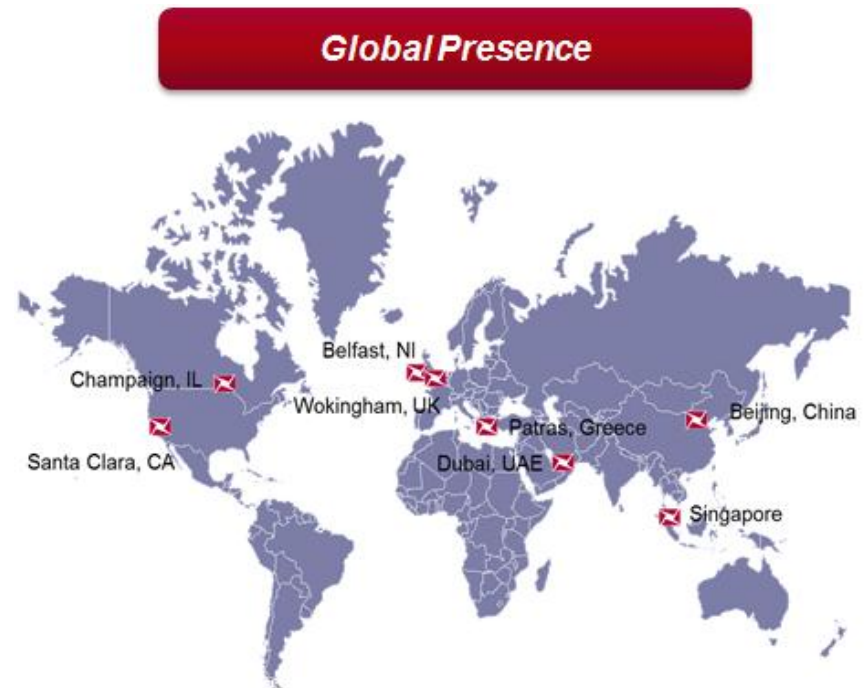 Global Presence
Belfast, NI
Champaign, IL
Wokingham, UK
Beijing, China
Patras, Greece
Santa Clara, CA
Dubai, UAE
Singapore